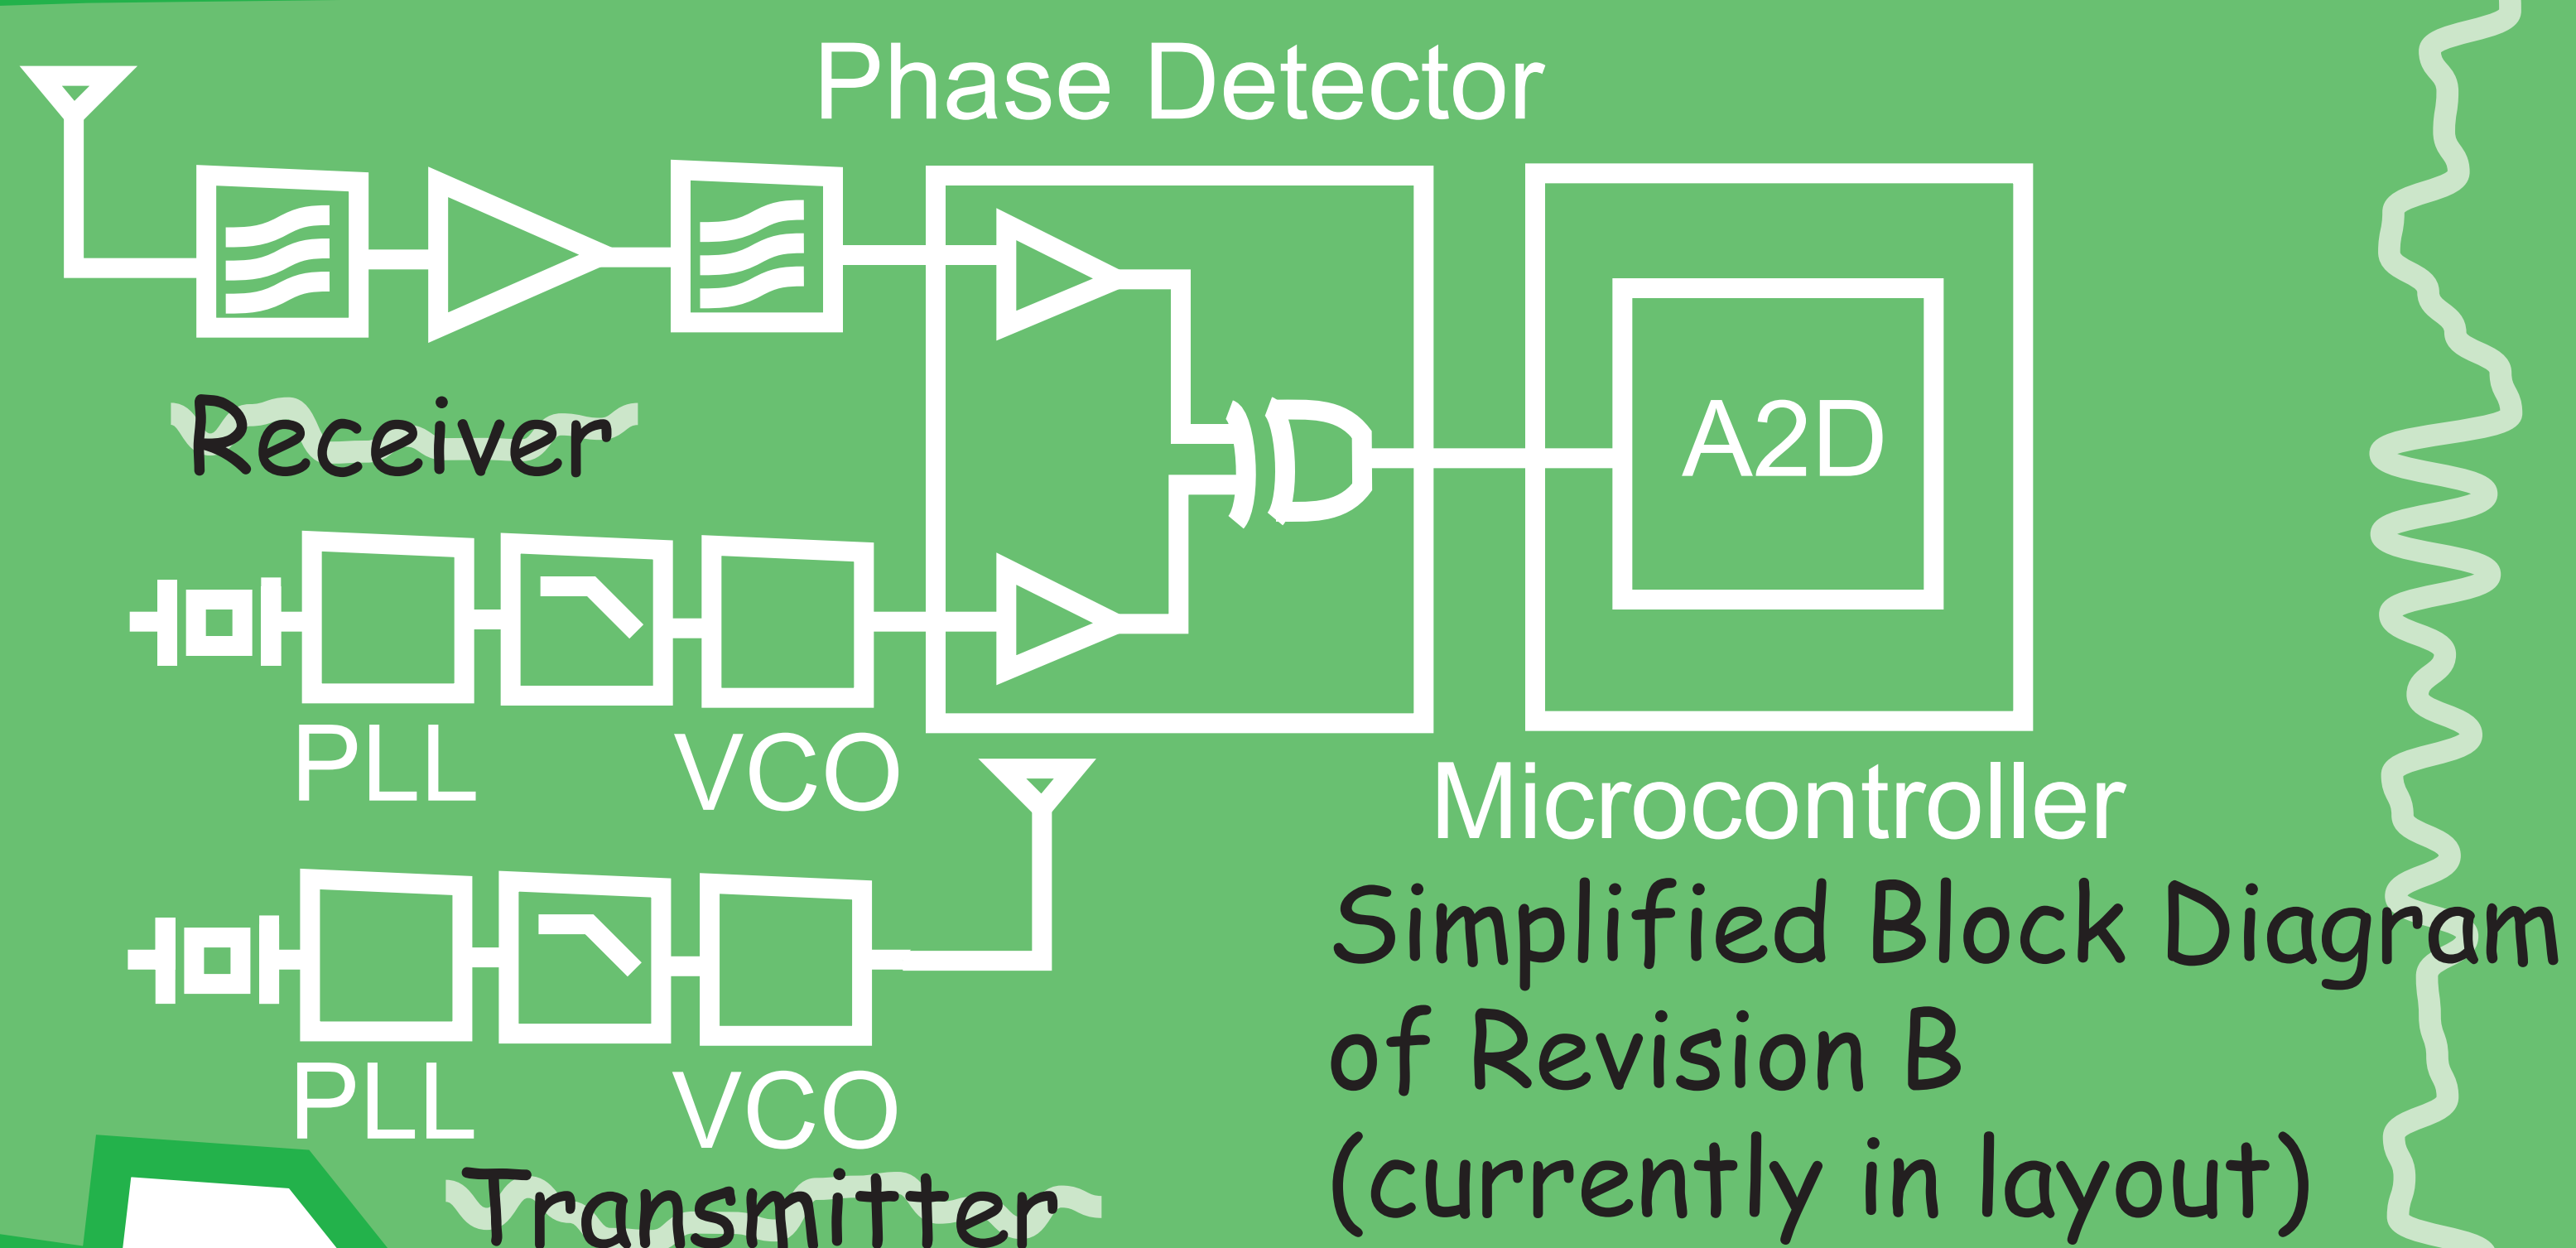 Phase Detector
A2D
Receiver
PLL VCO
Microcontroller
PLL VCO
Transmitter
Simplified Block Diagram
of Revision B
(currently in layout)